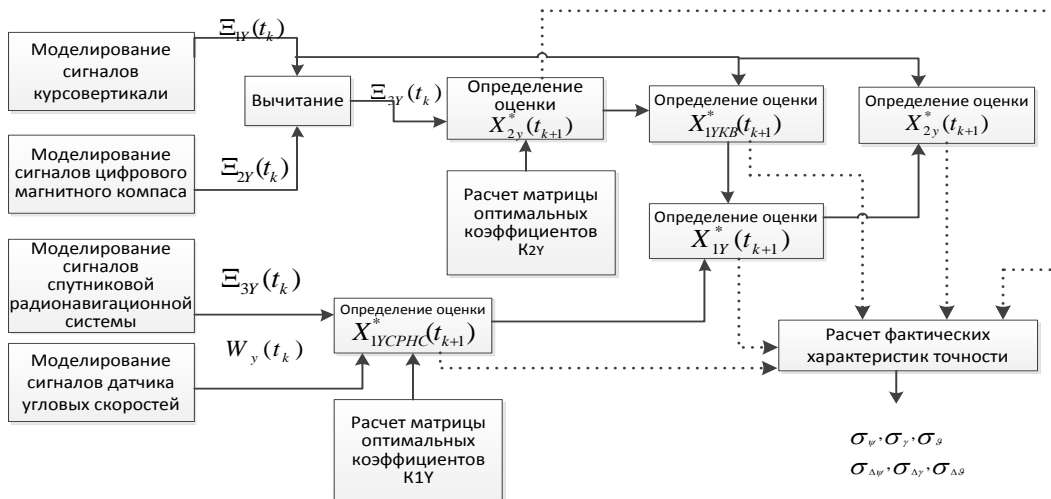 Моделирование
сигналов
курсовертикали
Ξ1Y(tk)
Вычитание
Ξ3Y(tk)
Определение
оценки
X*2y(tk+1)
Определение оценки
X*1YKB(tk+1)
Определение оценки
X*2y(tk+1)
Моделирование
сигналов цифрового
магнитного компаса
Ξ2Y(tk)
Расчет матрицы
оптимальных
коэффициентов
К2Y
Определение оценки
X*1Y(tk+1)
Моделирование
сигналов
спутниковой
радионавигационной
системы
Ξ3Y(tk)
Определение оценки
X*1YCPHC(tk+1)
Расчет фактических
характеристик точности
Моделирование
сигналов датчика
угловых скоростей
Wy(tk)
Расчет матрицы
оптимальных
коэффициентов
К1Y
σψ, σγ, σϑ
σΔψ, σΔγ, σΔϑ